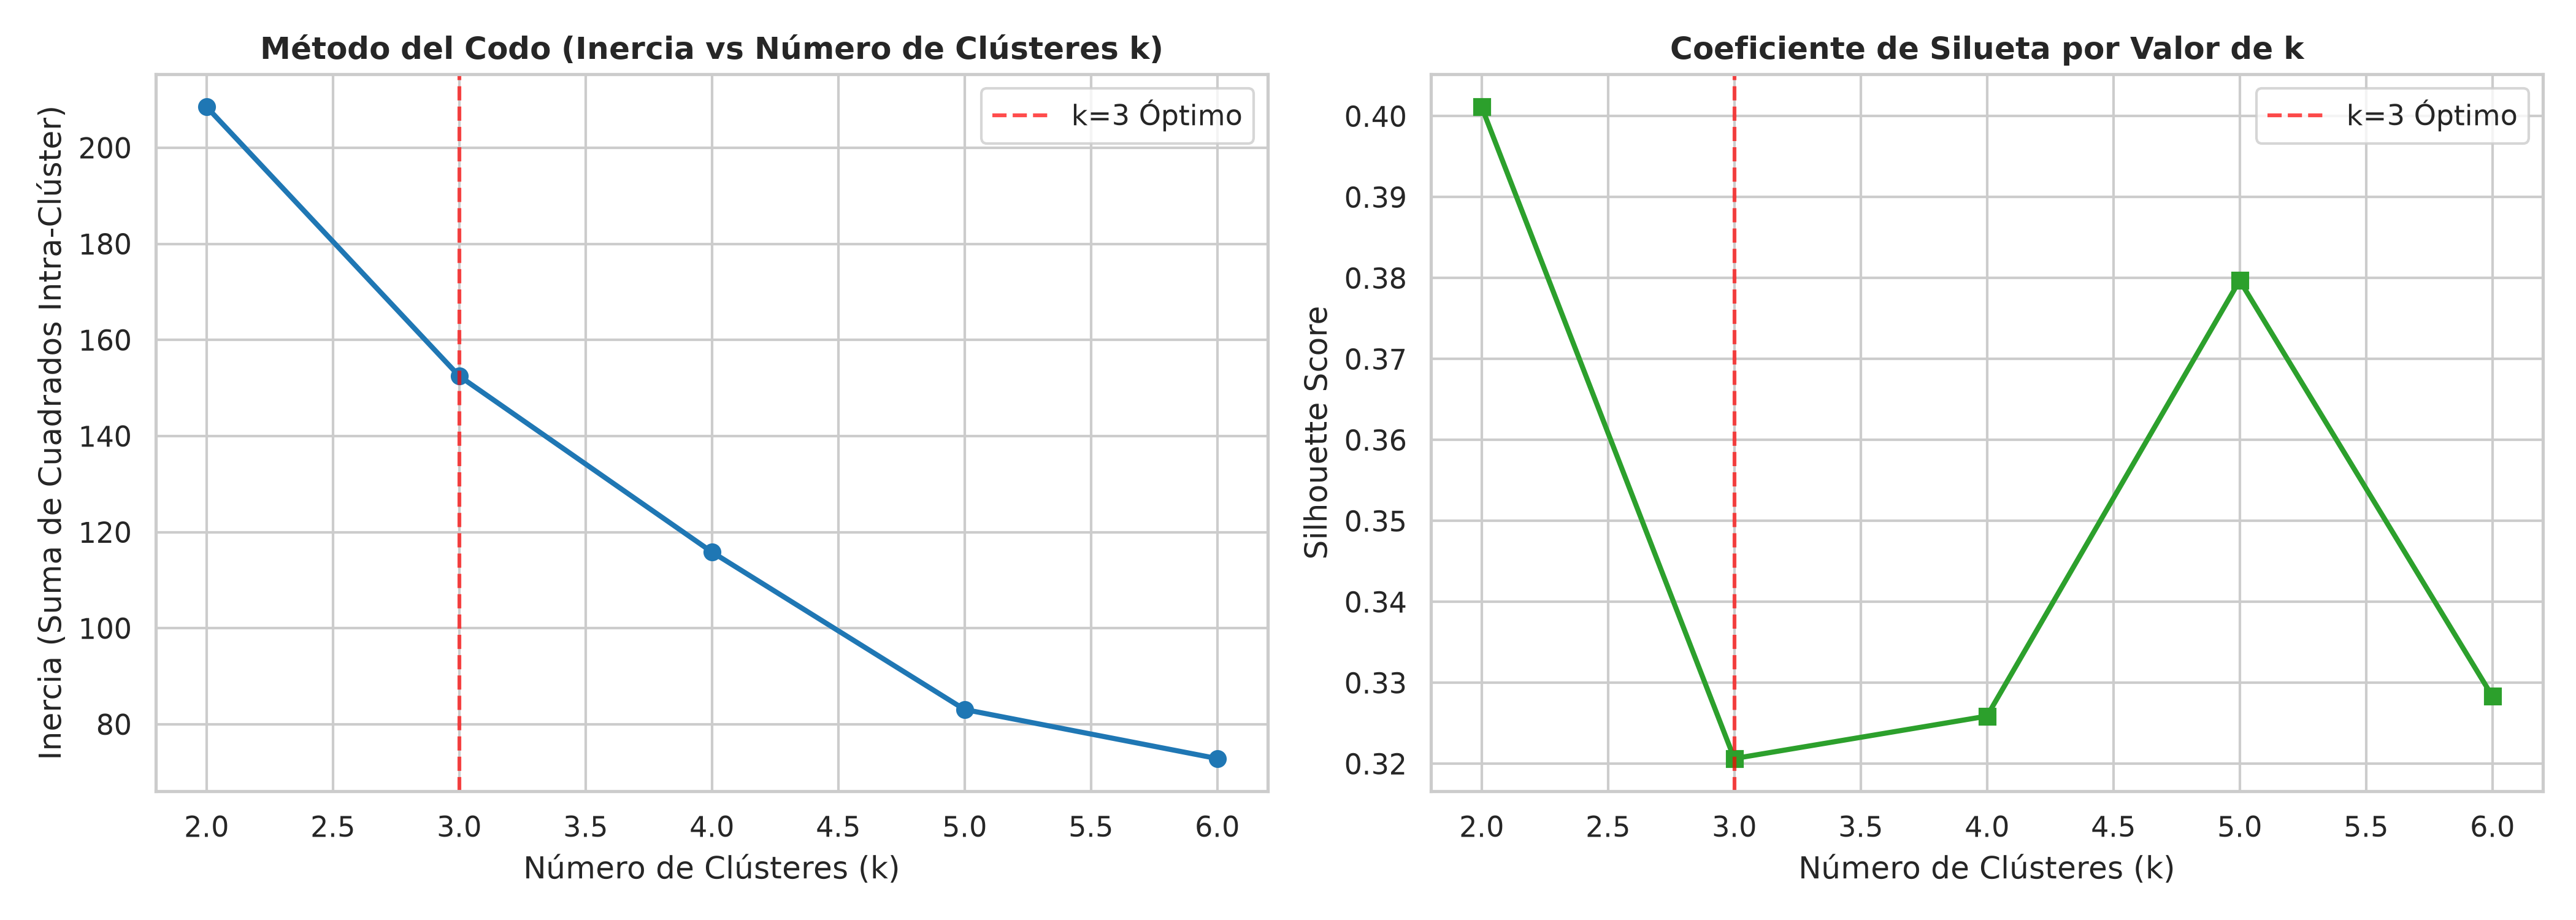 Método del Codo (Inercia vs Número de Clústeres k)
Inercia (Suma de Cuadrados Intra-Clúster)
k=3 Óptimo
200
180
160
140
120
100
80
2.0 2.5 3.0 3.5 4.0 4.5 5.0 5.5 6.0
Número de Clústeres (k)
Coeficiente de Silueta por Valor de k
Silhouette Score
k=3 Óptimo
0.40
0.39
0.38
0.37
0.36
0.35
0.34
0.33
0.32
2.0 2.5 3.0 3.5 4.0 4.5 5.0 5.5 6.0
Número de Clústeres (k)